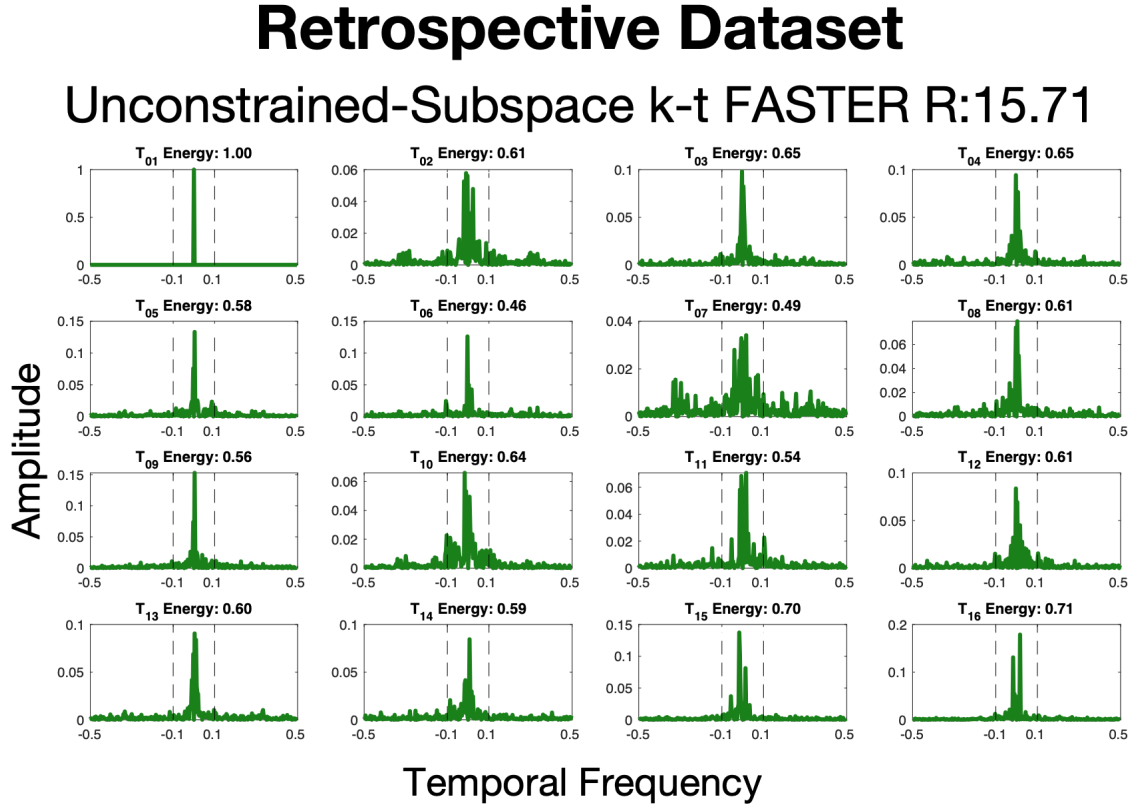 Retrospective Dataset
Unconstrained-Subspace k-t FASTER R:15.71
T01 Energy: 1.00
1
0.5
0
-0.5 -0.1 0.1 0.5
T02 Energy: 0.61
0.06
0.04
0.02
0
-0.5 -0.1 0.1 0.5
T03 Energy: 0.65
0.1
0.05
0
-0.5 -0.1 0.1 0.5
T04 Energy: 0.65
0.1
0.05
0
-0.5 -0.1 0.1 0.5
T05 Energy: 0.58
0.15
0.1
0.05
0
-0.5 -0.1 0.1 0.5
T06 Energy: 0.46
0.15
0.1
0.05
0
-0.5 -0.1 0.1 0.5
T07 Energy: 0.49
0.04
0.02
0
-0.5 -0.1 0.1 0.5
T08 Energy: 0.61
0.06
0.04
0.02
0
-0.5 -0.1 0.1 0.5
T09 Energy: 0.56
0.15
0.1
0.05
0
-0.5 -0.1 0.1 0.5
T10 Energy: 0.64
0.06
0.04
0.02
0
-0.5 -0.1 0.1 0.5
T11 Energy: 0.54
0.06
0.04
0.02
0
-0.5 -0.1 0.1 0.5
T12 Energy: 0.61
0.1
0.05
0
-0.5 -0.1 0.1 0.5
T13 Energy: 0.60
0.1
0.05
0
-0.5 -0.1 0.1 0.5
T14 Energy: 0.59
0.1
0.05
0
-0.5 -0.1 0.1 0.5
T15 Energy: 0.70
0.15
0.1
0.05
0
-0.5 -0.1 0.1 0.5
T16 Energy: 0.71
0.2
0.1
0
-0.5 -0.1 0.1 0.5
Amplitude
Temporal Frequency